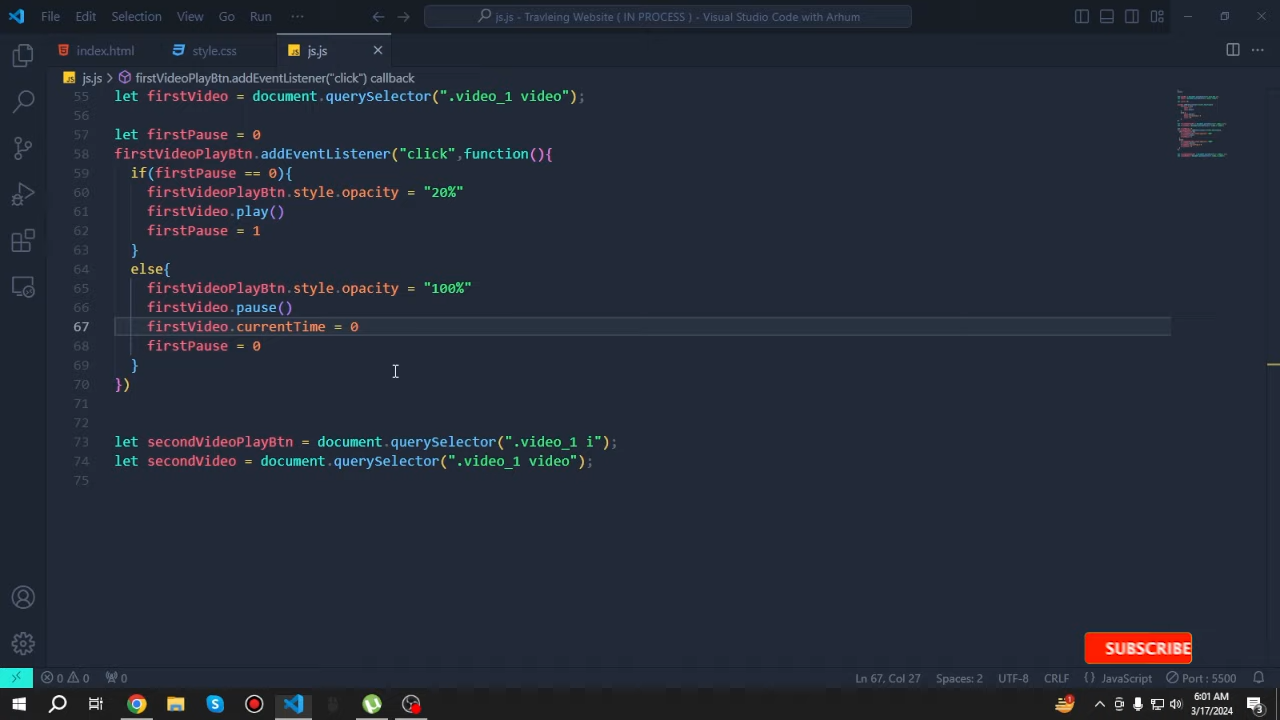 File Edit Selection View Go Run ··· js.js - Travleing Website ( IN PROCESS ) - Visual Studio Code with Arhum
index.html style.css js.js
js.js > firstVideoPlayBtn.addEventListener("click") callback
55 let firstVideo = document.querySelector(".video_1 video");
56
57 let firstPause = 0
58 firstVideoPlayBtn.addEventListener("click",function(){
59 if(firstPause == 0){
60 firstVideoPlayBtn.style.opacity = "20%"
61 firstVideo.play()
62 firstPause = 1
63 }
64 else{
65 firstVideoPlayBtn.style.opacity = "100%"
66 firstVideo.pause()
67 firstVideo.currentTime = 0
68 firstPause = 0
69 }
70 })
71
72
73 let secondVideoPlayBtn = document.querySelector(".video_1 i");
74 let secondVideo = document.querySelector(".video_1 video");
75
SUBSCRIBE
0 0 0 Ln 67, Col 27 Spaces: 2 UTF-8 CRLF { } JavaScript Port : 5500
6:01 AM
3/17/2024
3